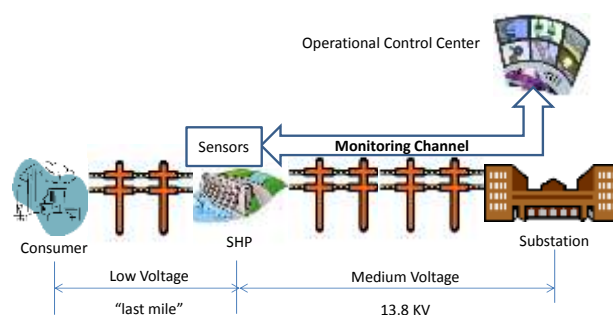 Operational Control Center
Sensors
Monitoring Channel
Consumer
SHP
Substation
Low Voltage
Medium Voltage
“last mile”
13.8 KV